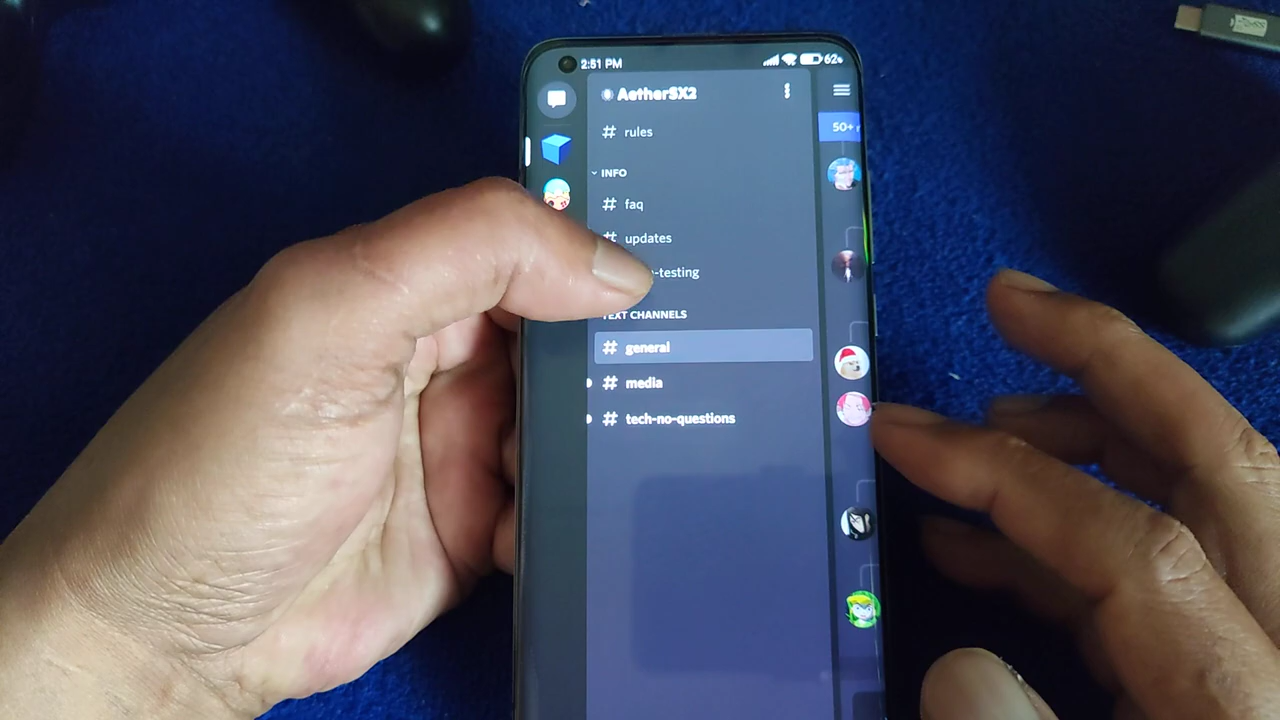 2:51 PM
62%
AetherSX2
50+
# rules
INFO
# faq
# updates
-testing
TEXT CHANNELS
# general
# media
# tech-no-questions